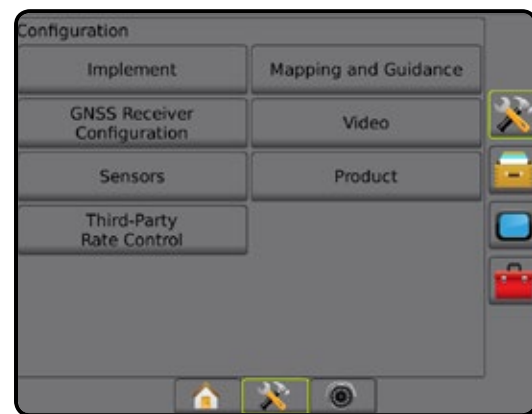 Configuration
Implement
Mapping and Guidance
GNSS Receiver
Configuration
Video
Sensors
Product
Third-Party
Rate Control